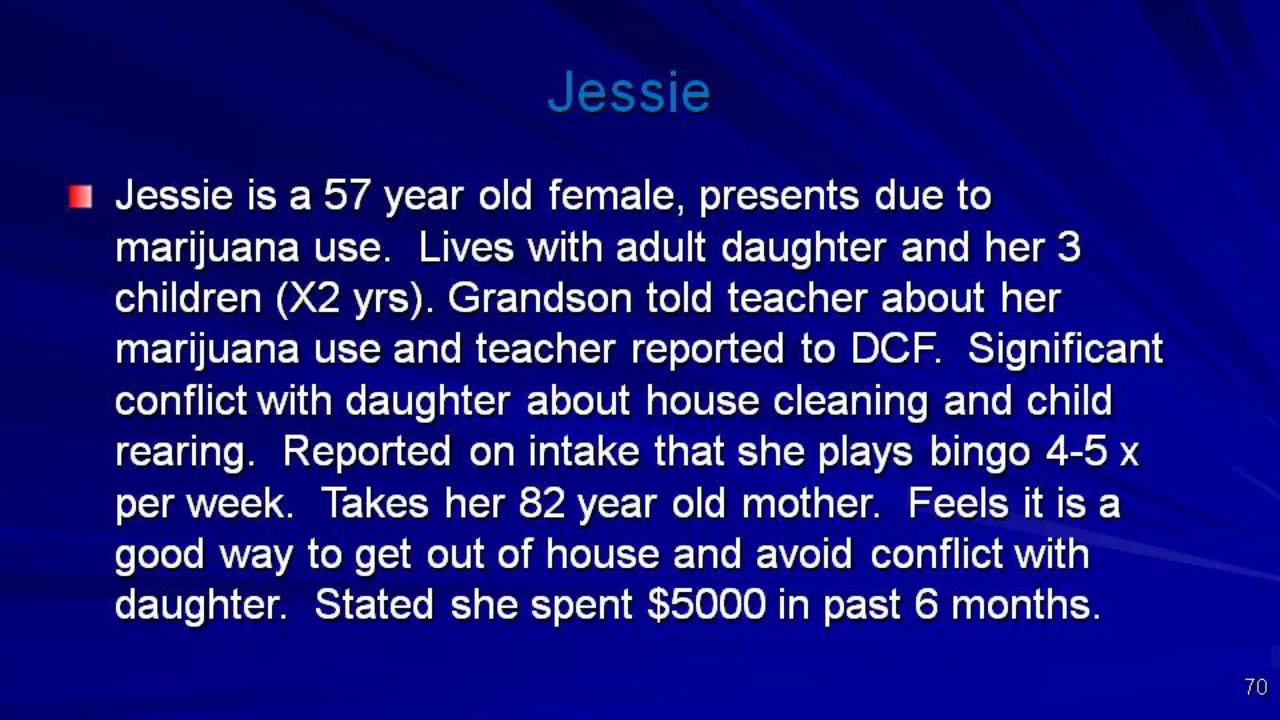 Jessie
Jessie is a 57 year old female, presents due to
marijuana use.  Lives with adult daughter and her 3
children (X2 yrs). Grandson told teacher about her
marijuana use and teacher reported to DCF.  Significant
conflict with daughter about house cleaning and child
rearing.  Reported on intake that she plays bingo 4-5 x
per week.  Takes her 82 year old mother.  Feels it is a
good way to get out of house and avoid conflict with
daughter.  Stated she spent $5000 in past 6 months.
70